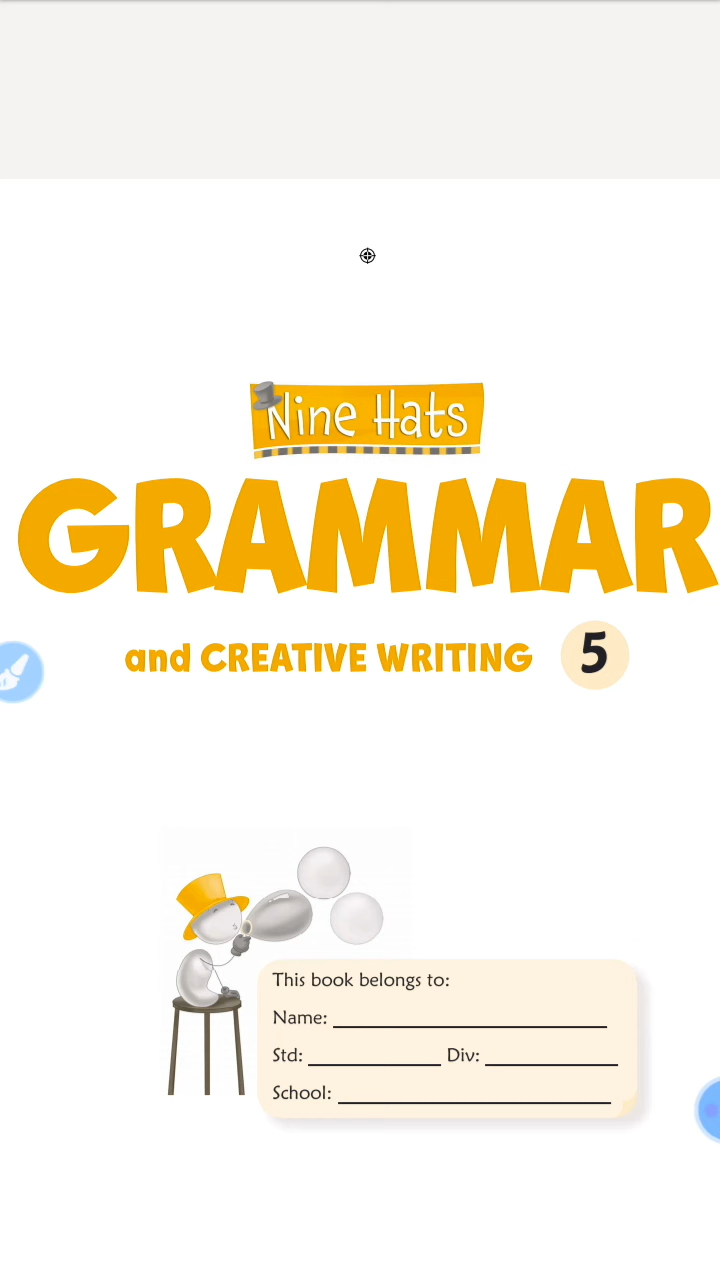 Nine Hats
GRAMMAR
and CREATIVE WRITING 5
This book belongs to:
Name:
Std: Div:
School: